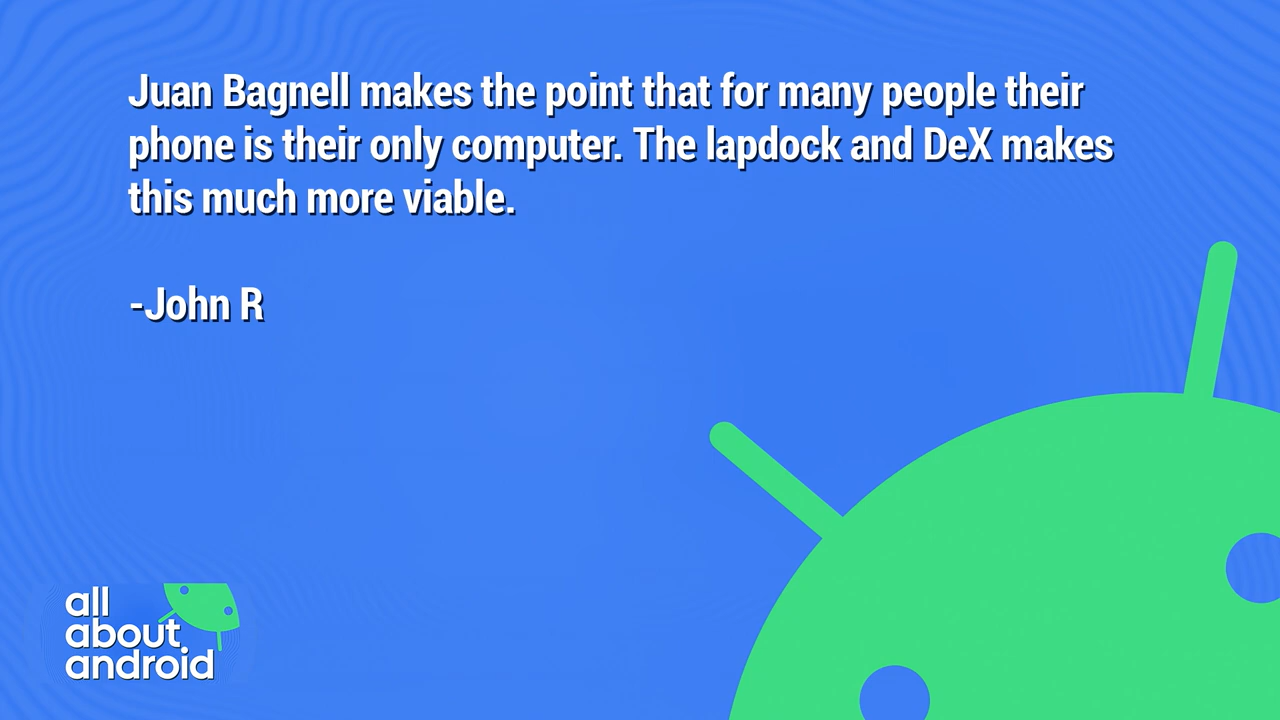 Juan Bagnell makes the point that for many people their
phone is their only computer. The lapdock and DeX makes
this much more viable.
-John R
all
about
android